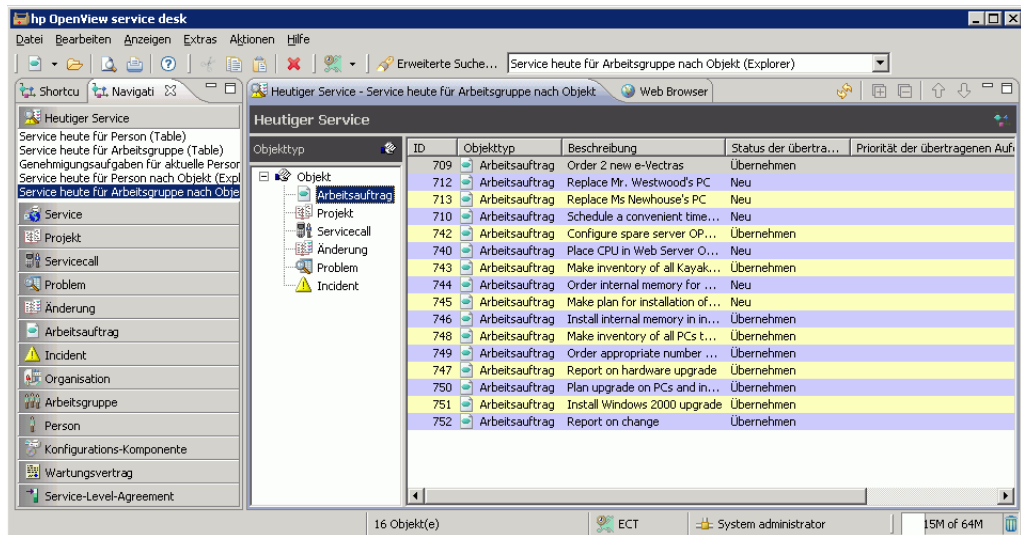 hp OpenView service desk
Datei Bearbeiten Anzeigen Extras Aktionen Hilfe
Erweiterte Suche... Service heute für Arbeitsgruppe nach Objekt (Explorer)
Shortcu Navigati Heutiger Service - Service heute für Arbeitsgruppe nach Objekt Web Browser
Heutiger Service
Service heute für Person (Table)
Service heute für Arbeitsgruppe (Table)
Genehmigungsaufgaben für aktuelle Person
Service heute für Person nach Objekt (Expl
Service heute für Arbeitsgruppe nach Obje
Service
Projekt
Servicecall
Problem
Änderung
Arbeitsauftrag
Incident
Organisation
Arbeitsgruppe
Person
Konfigurations-Komponente
Wartungsvertrag
Service-Level-Agreement
Heutiger Service
Objekttyp
Objekt
Arbeitsauftrag
Projekt
Servicecall
Änderung
Problem
Incident
ID Objekttyp Beschreibung Status der übertra... Priorität der übertragenen Auf
709 Arbeitsauftrag Order 2 new e-Vectras Übernehmen
712 Arbeitsauftrag Replace Mr. Westwood's PC Neu
713 Arbeitsauftrag Replace Ms Newhouse's PC Neu
710 Arbeitsauftrag Schedule a convenient time... Neu
742 Arbeitsauftrag Configure spare server OP... Übernehmen
740 Arbeitsauftrag Place CPU in Web Server O... Neu
743 Arbeitsauftrag Make inventory of all Kayak... Übernehmen
744 Arbeitsauftrag Order internal memory for ... Neu
745 Arbeitsauftrag Make plan for installation of... Neu
746 Arbeitsauftrag Install internal memory in in... Übernehmen
748 Arbeitsauftrag Make inventory of all PCs t... Übernehmen
749 Arbeitsauftrag Order appropriate number ... Übernehmen
747 Arbeitsauftrag Report on hardware upgrade Übernehmen
750 Arbeitsauftrag Plan upgrade on PCs and in... Übernehmen
751 Arbeitsauftrag Install Windows 2000 upgrade Übernehmen
752 Arbeitsauftrag Report on change Übernehmen
16 Objekt(e) ECT System administrator 15M of 64M